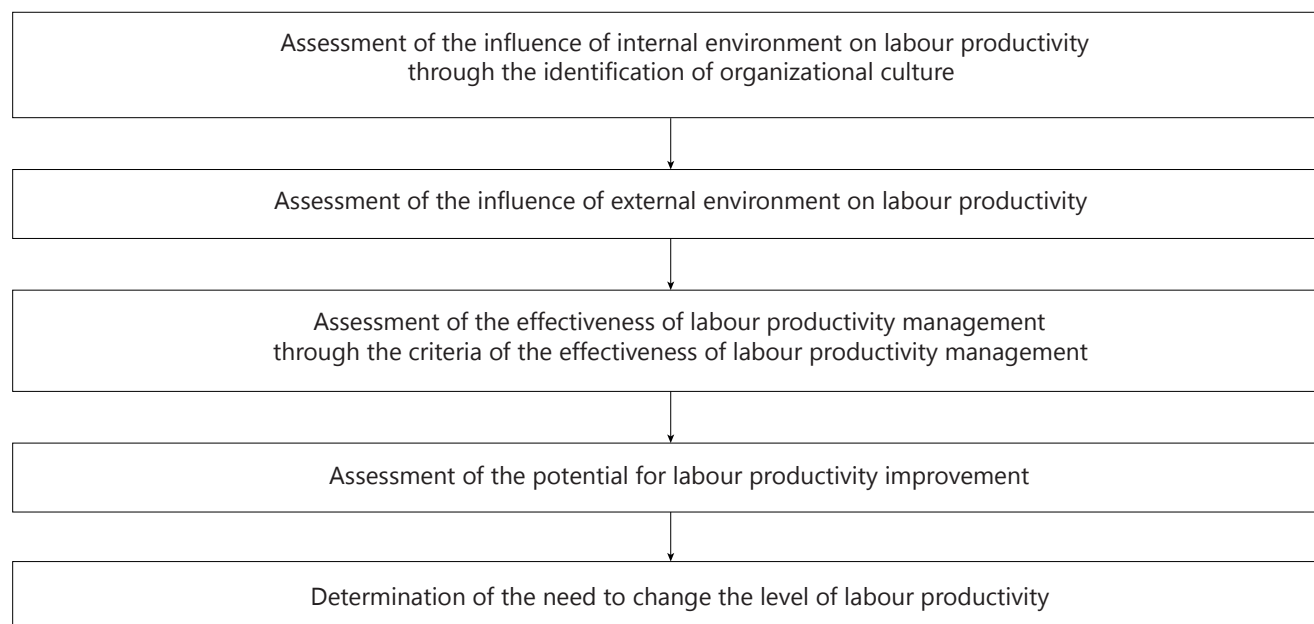 Assessment of the influence of internal environment on labour productivity
through the identification of organizational culture
Assessment of the influence of external environment on labour productivity
Assessment of the effectiveness of labour productivity management
through the criteria of the effectiveness of labour productivity management
Assessment of the potential for labour productivity improvement
Determination of the need to change the level of labour productivity